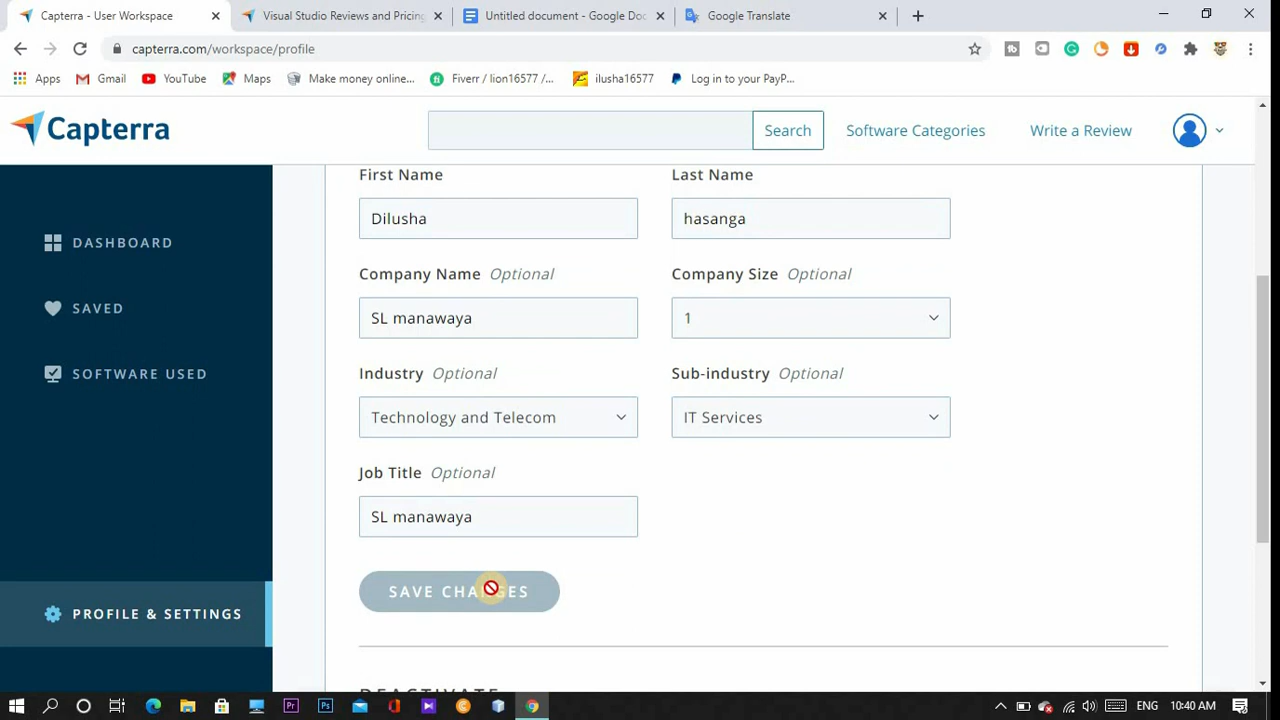 Capterra - User Workspace
Visual Studio Reviews and Pricing
Untitled document - Google Doc
Google Translate
capterra.com/workspace/profile
Apps
Gmail
YouTube
Maps
Make money online...
Fiverr / lion16577 /...
ilusha16577
Log in to your PayP...
Capterra
Search
Software Categories
Write a Review
DASHBOARD
SAVED
SOFTWARE USED
PROFILE & SETTINGS
First Name
Last Name
Dilusha
hasanga
Company Name Optional
Company Size Optional
SL manawaya
1
Industry Optional
Sub-industry Optional
Technology and Telecom
IT Services
Job Title Optional
SL manawaya
SAVE CHANGES
DEACTIVATE
ENG
10:40 AM